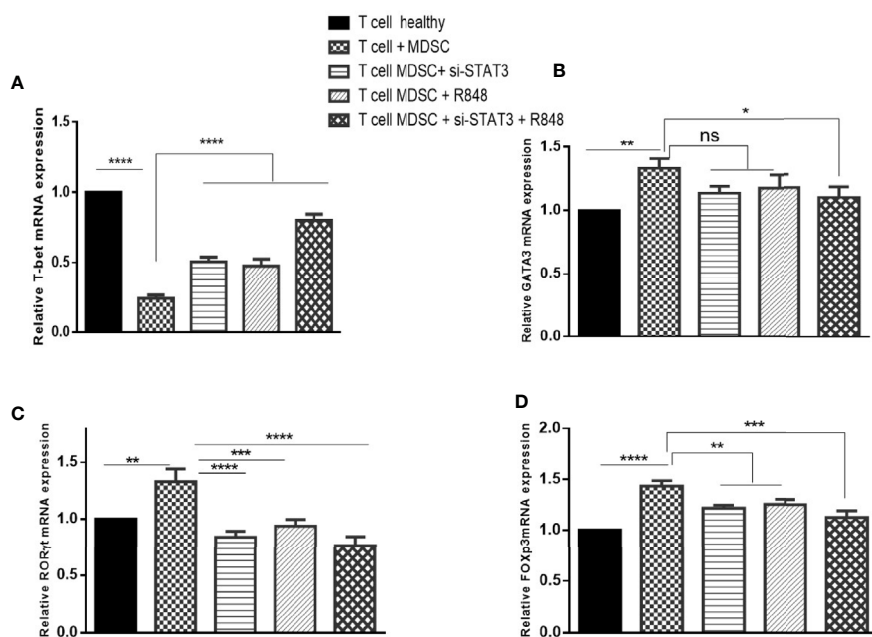 T cell healthy
T cell + MDSC
T cell MDSC+ si-STAT3
T cell MDSC + R848
T cell MDSC + si-STAT3 + R848
A
Relative T-bet mRNA expression
1.5
1.0
0.5
0.0
****
****
B
Relative GATA3 mRNA expression
1.5
1.0
1.5
0.0
**
ns
*
C
Relative RORγt mRNA expression
1.5
1.0
0.5
0.0
**
****
***
****
D
Relative FOXp3mRNA expression
2.0
1.5
1.0
0.5
0.0
****
**
***